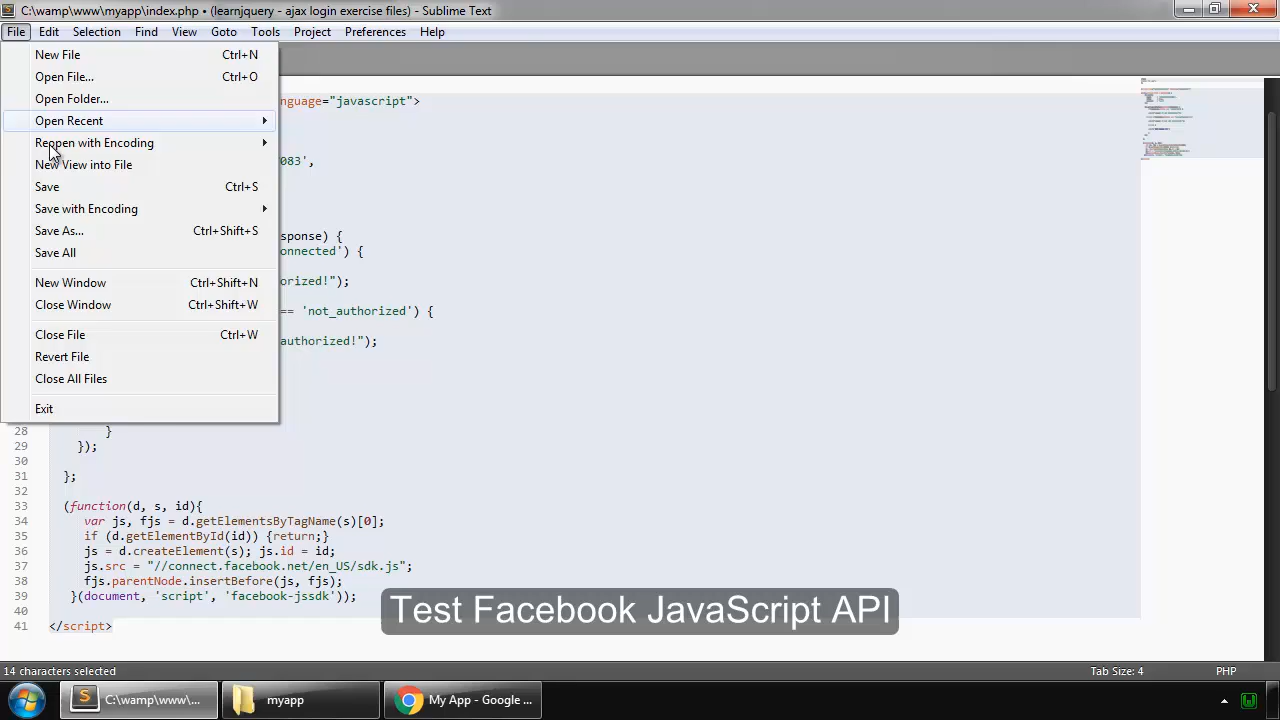 C:\wamp\www\myapp\index.php • (learnjquery - ajax login exercise files) - Sublime Text
File Edit Selection Find View Goto Tools Project Preferences Help
New File Ctrl+N
Open File... Ctrl+O
Open Folder...
nguage="javascript">
Open Recent
Reopen with Encoding
083',
New View into File
Save Ctrl+S
Save with Encoding
Save As... Ctrl+Shift+S
sponse) {
Save All
onnected') {
New Window Ctrl+Shift+N
orized!");
Close Window Ctrl+Shift+W
== 'not_authorized') {
Close File Ctrl+W
authorized!");
Revert File
Close All Files
Exit
28 }
29 });
30
31 };
32
33 (function(d, s, id){
34 var js, fjs = d.getElementsByTagName(s)[0];
35 if (d.getElementById(id)) {return;}
36 js = d.createElement(s); js.id = id;
37 js.src = "//connect.facebook.net/en_US/sdk.js";
38 fjs.parentNode.insertBefore(js, fjs);
39 }(document, 'script', 'facebook-jssdk'));
40
41 </script>
Test Facebook JavaScript API
14 characters selected Tab Size: 4 PHP
C:\wamp\www\... myapp My App - Google ...